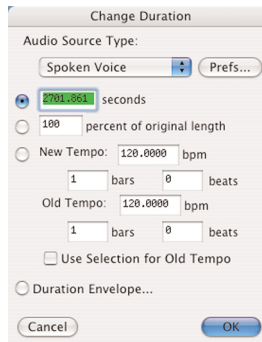 Change Duration
Audio Source Type:
Spoken Voice Prefs...
2701.861 seconds
100 percent of original length
New Tempo: 120.0000 bpm
1 bars 0 beats
Old Tempo: 120.0000 bpm
1 bars 0 beats
Use Selection for Old Tempo
Duration Envelope...
Cancel OK